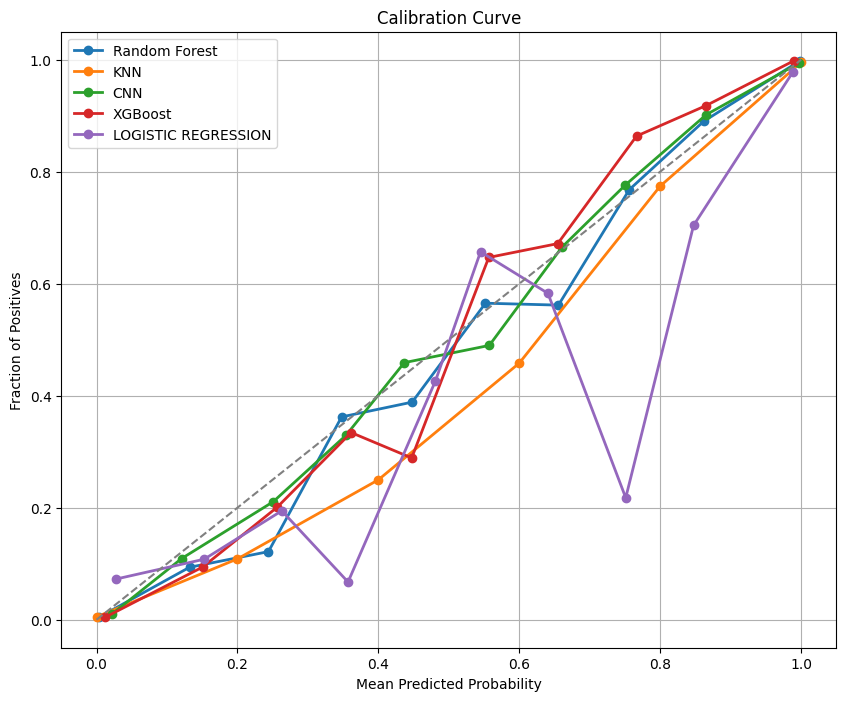 Calibration Curve
Random Forest
KNN
CNN
XGBoost
LOGISTIC REGRESSION
1.0
0.8
0.6
0.4
0.2
0.0
Fraction of Positives
0.0 0.2 0.4 0.6 0.8 1.0
Mean Predicted Probability